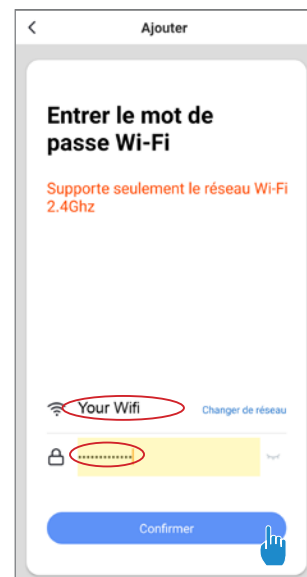 Ajouter
Entrer le mot de
passe Wi-Fi
Supporte seulement le réseau Wi-Fi
2.4Ghz
Your Wifi
Changer de réseau
.............
Confirmer